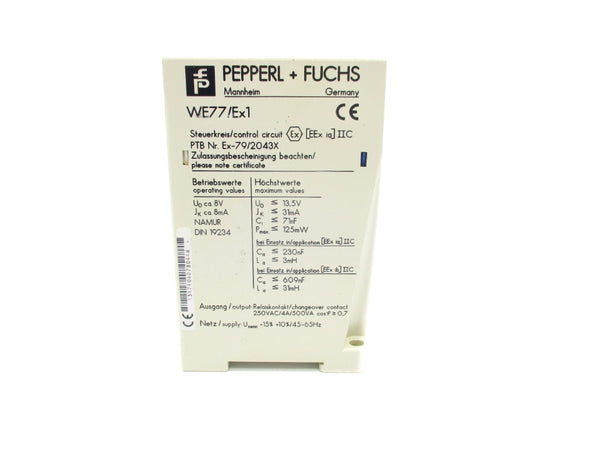 PEPPERL + FUCHS
Mannheim Germany
WE77/Ex1 CE
Steuerkreis/control circuit Ex [EEx ia] IIC
PTB Nr. Ex-79/2043X
Zulassungsbescheinigung beachten/
please note certificate
Betriebswerte Höchstwerte
operating values maximum values
U₀ ca. 8V U₀ ≦ 13,5V
Jₖ ca. 8mA Jₖ ≦ 31mA
NAMUR Cᵢ ≦ 71nF
DIN 19234 Pmax. ≦ 125mW
bei Einsatz in/application [EEx ia] IIC
Cₐ ≦ 230nF
Lₐ ≦ 3mH
bei Einsatz in/application [EEx ib] IIC
Cₐ ≦ 609nF
Lₐ ≦ 31mH
Ausgang/output: Relaiskontakt/changeover contact
250VAC/4A/500VA cos φ ≥ 0,7
Netz/supply: Unenn -15% +10%/45-65Hz
CE